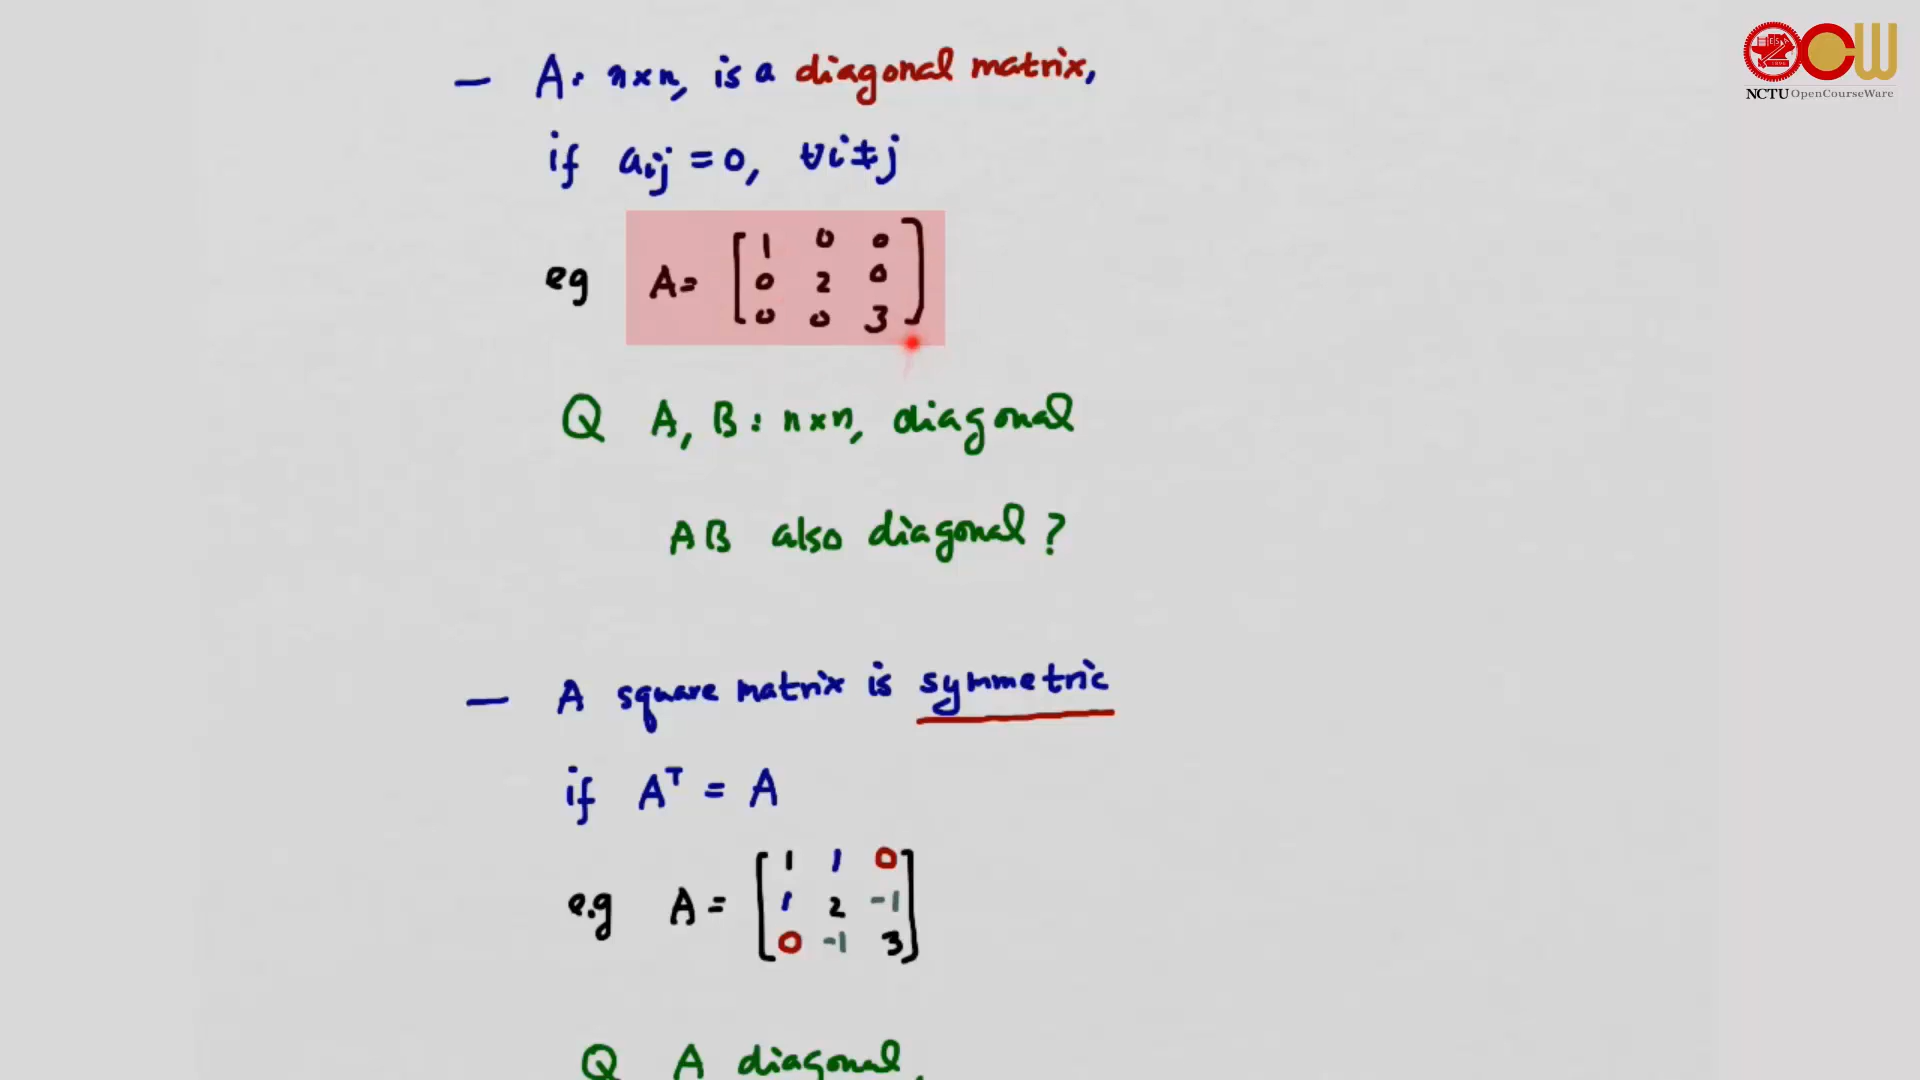 NCTU OpenCourseWare
— A: n×n, is a diagonal matrix,
if aij = 0, ∀i≠j
eg A= [1 0 0
0 2 0
0 0 3]
Q A, B: n×n, diagonal
AB also diagonal?
— A square matrix is symmetric
if Aᵀ = A
e.g A = [1 1 0
1 2 -1
0 -1 3]
Q A diagonal,